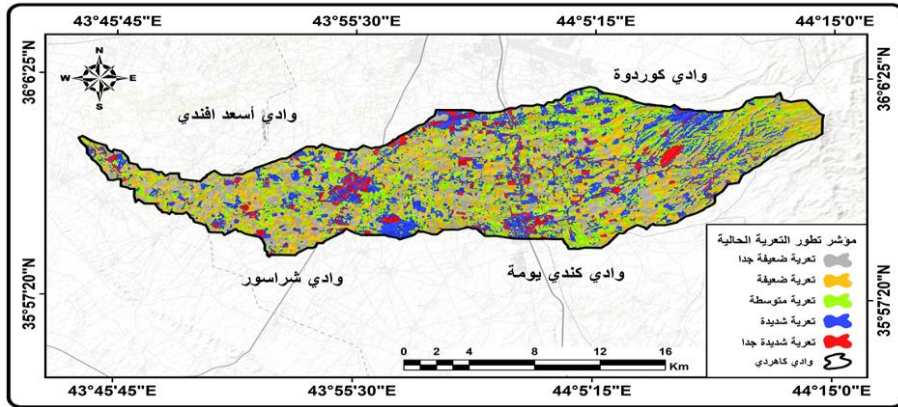 43°45'45"E 43°55'30"E 44°5'15"E 44°15'0"E
36°6'25"N
36°6'25"N
N
W E
S
وادي كوردوة
وادي أسعد افندي
وادي شراسور
وادي كندي يومة
35°57'20"N
35°57'20"N
مؤشر تطور التعرية الحالية
تعرية ضعيفة جدا
تعرية ضعيفة
تعرية متوسطة
تعرية شديدة
تعرية شديدة جدا
وادي كاهردي
0 2 4 8 12 16
Km
43°45'45"E 43°55'30"E 44°5'15"E 44°15'0"E